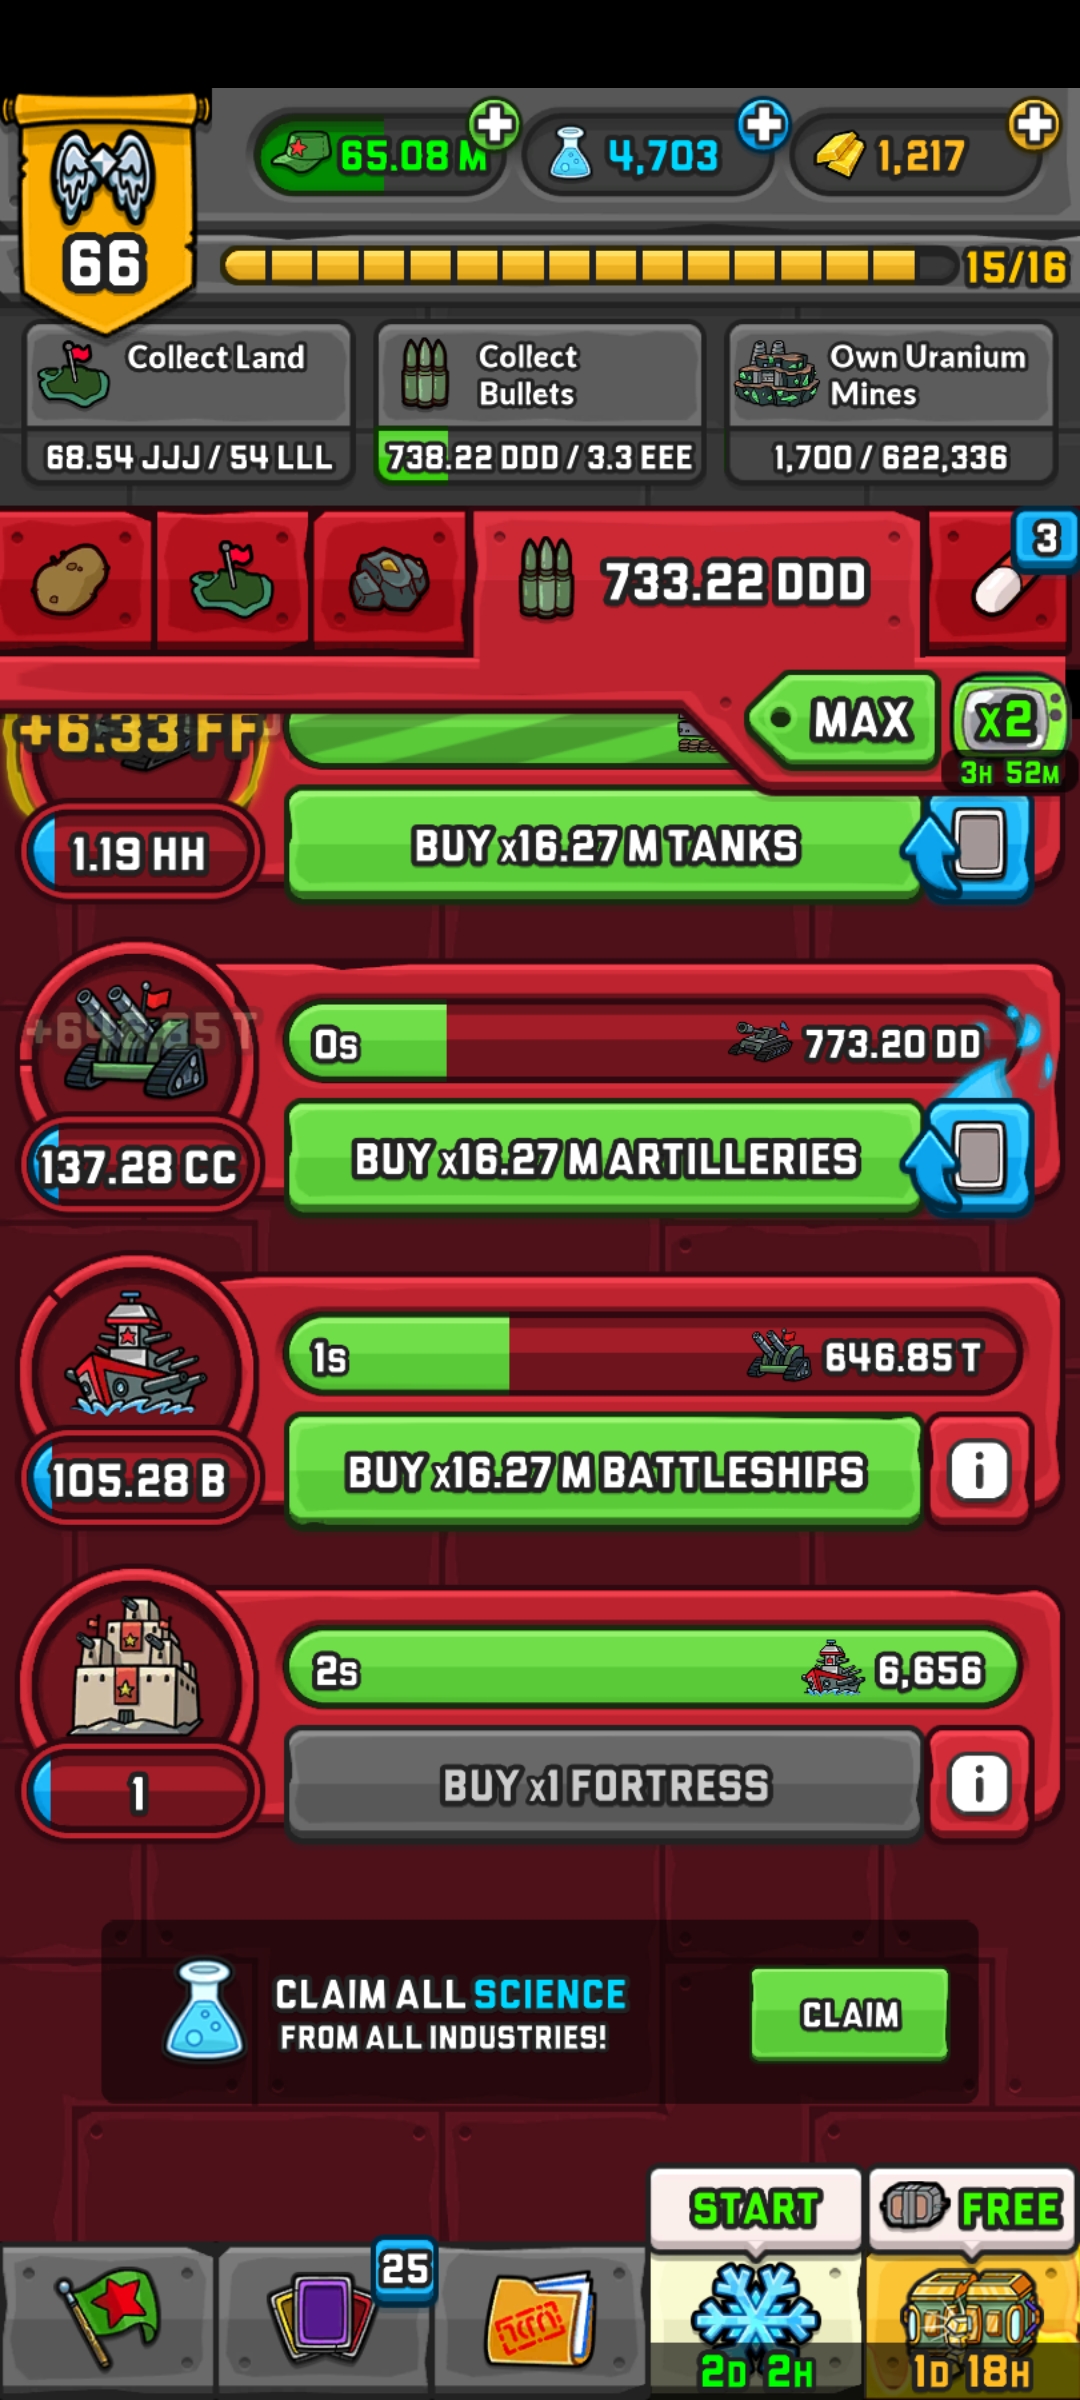 65.08 M
4,703
1,217
66
15/16
Collect Land
68.54 JJJ / 54 LLL
Collect
Bullets
738.22 DDD / 3.3 EEE
Own Uranium
Mines
1,700 / 622,336
733.22 DDD
3
MAX
x2
3H 52M
+6.33 FF
1.19 HH
BUY x16.27 M TANKS
0s
773.20 DD
137.28 CC
BUY x16.27 M ARTILLERIES
1s
646.85 T
105.28 B
BUY x16.27 M BATTLESHIPS
i
2s
6,656
1
BUY x1 FORTRESS
i
CLAIM ALL SCIENCE
FROM ALL INDUSTRIES!
CLAIM
START
FREE
25
2D 2H
1D 18H